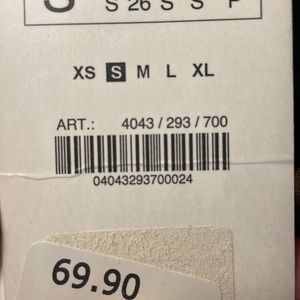 S 26 S S P
XS S M L XL
ART.: 4043 / 293 / 700
04043293700024
69.90